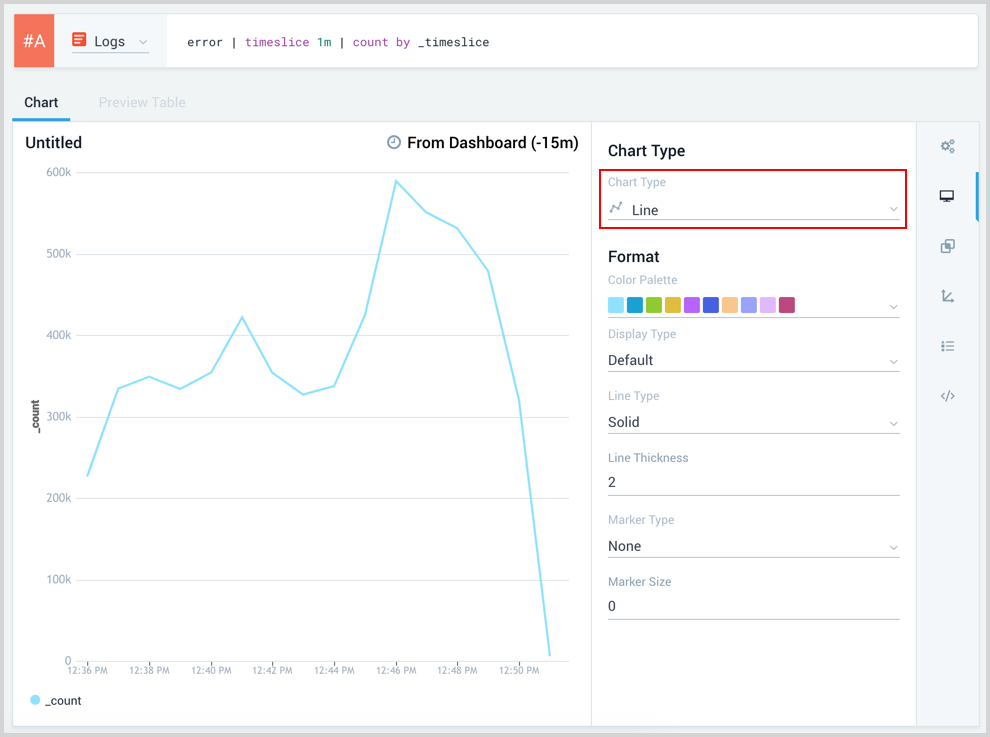 #A Logs error | timeslice 1m | count by _timeslice
Chart Preview Table
Untitled From Dashboard (-15m)
600k
500k
400k
300k
200k
100k
0
_count
12:36 PM 12:38 PM 12:40 PM 12:42 PM 12:44 PM 12:46 PM 12:48 PM 12:50 PM
_count
Chart Type
Chart Type
Line
Format
Color Palette
Display Type
Default
Line Type
Solid
Line Thickness
2
Marker Type
None
Marker Size
0